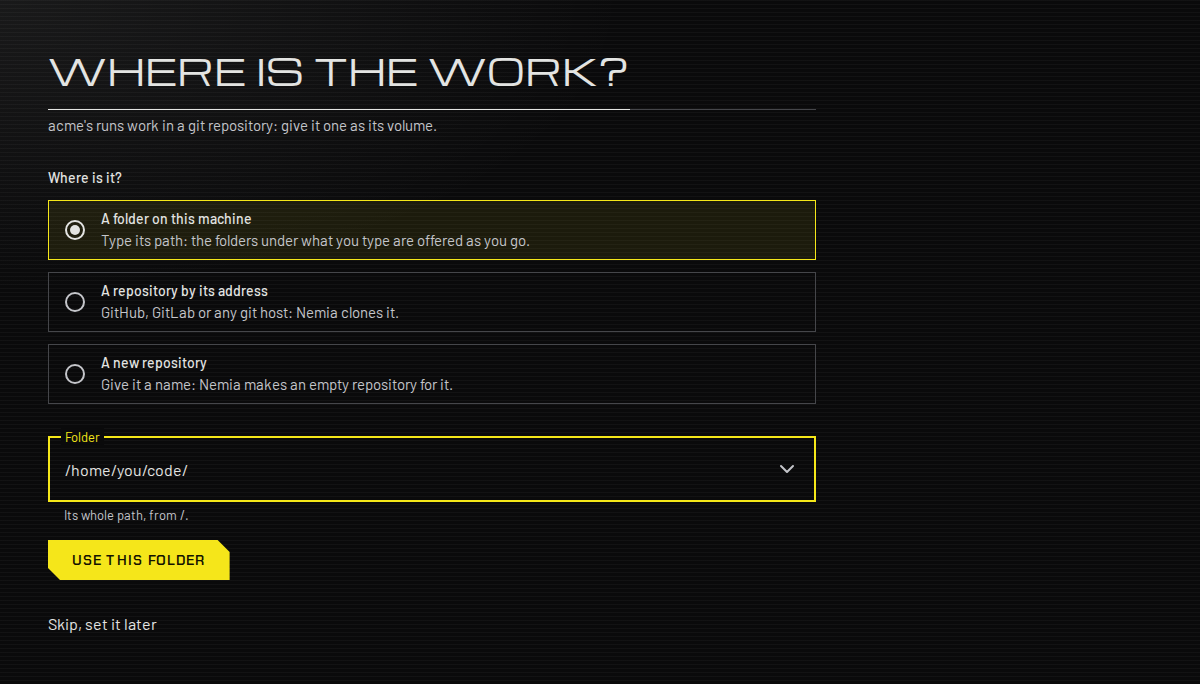 WHERE IS THE WORK?
acme's runs work in a git repository: give it one as its volume.
Where is it?
A folder on this machine
Type its path: the folders under what you type are offered as you go.
A repository by its address
GitHub, GitLab or any git host: Nemia clones it.
A new repository
Give it a name: Nemia makes an empty repository for it.
Folder
/home/you/code/
Its whole path, from /.
USE THIS FOLDER
Skip, set it later